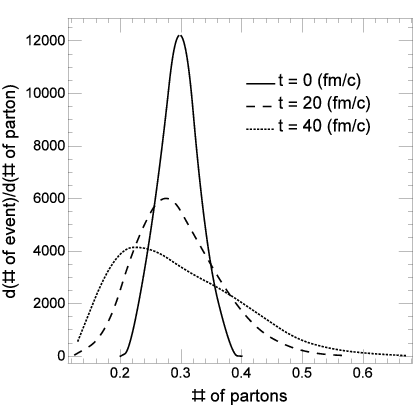 12000
10000
8000
6000
4000
2000
0
0.2 0.3 0.4 0.5 0.6
d(# of event)/d(# of parton)
# of partons
t = 0 (fm/c)
t = 20 (fm/c)
t = 40 (fm/c)